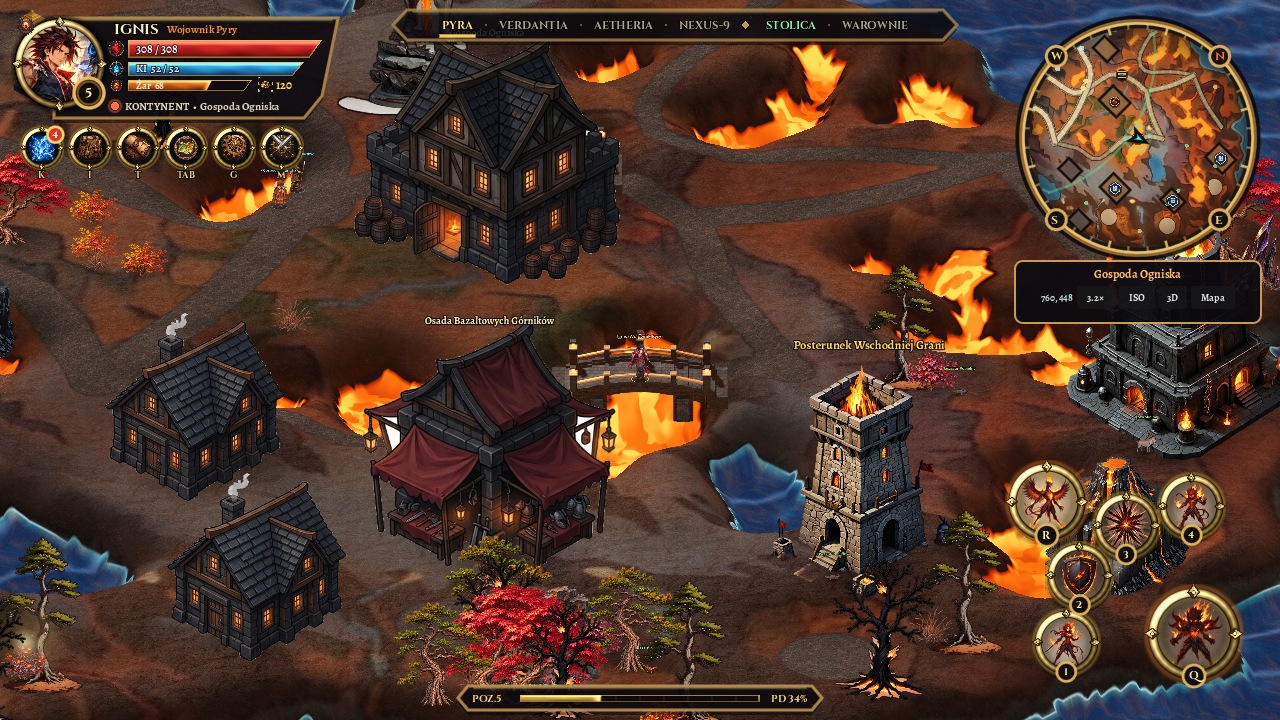 IGNIS Wojownik Pyry
308 / 308
KI 52 / 52
Żar 68
120
5
KONTYNENT • Gospoda Ogniska
4
K
I
T
TAB
G
M
PYRA · VERDANTIA · AETHERIA · NEXUS-9 ◆ STOLICA · WAROWNIE
W
N
S
E
Gospoda Ogniska
760,448 3.2× ISO 3D Mapa
Osada Bazaltowych Górników
Posterunek Wschodniej Grani
R
3
4
2
1
Q
POZ.5
PD 34%